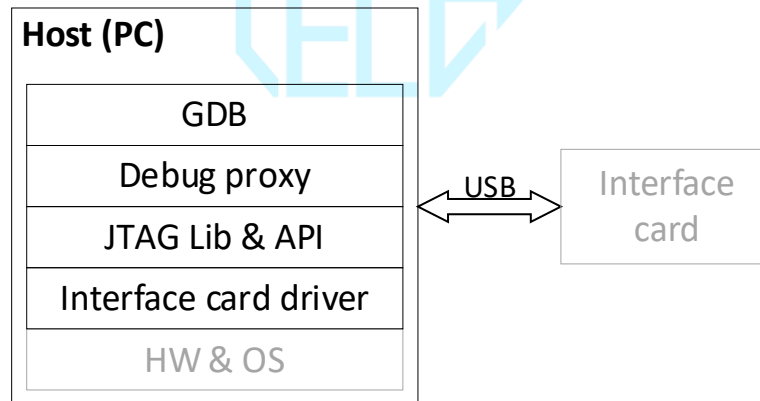 Host (PC)
GDB
Debug proxy
JTAG Lib & API
Interface card driver
HW & OS
USB
Interface
card